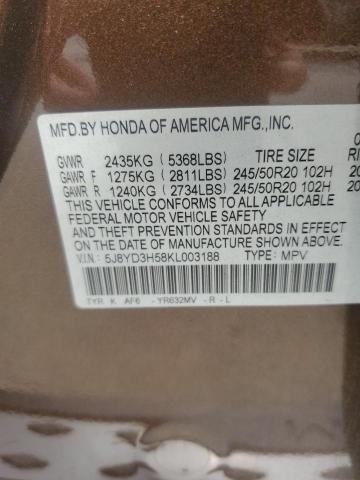 MFD.BY HONDA OF AMERICA MFG.,INC.
GVWR 2435KG (5368LBS) TIRE SIZE
GAWR F 1275KG (2811LBS) 245/50R20 102H 20
GAWR R 1240KG (2734LBS) 245/50R20 102H 20
THIS VEHICLE CONFORMS TO ALL APPLICABLE
FEDERAL MOTOR VEHICLE SAFETY
AND THEFT PREVENTION STANDARDS IN EFFECT
ON THE DATE OF MANUFACTURE SHOWN ABOVE.
V.I.N.: 5J8YD3H58KL003188 TYPE: MPV
TYR K AF6 - YR632MV - R - L